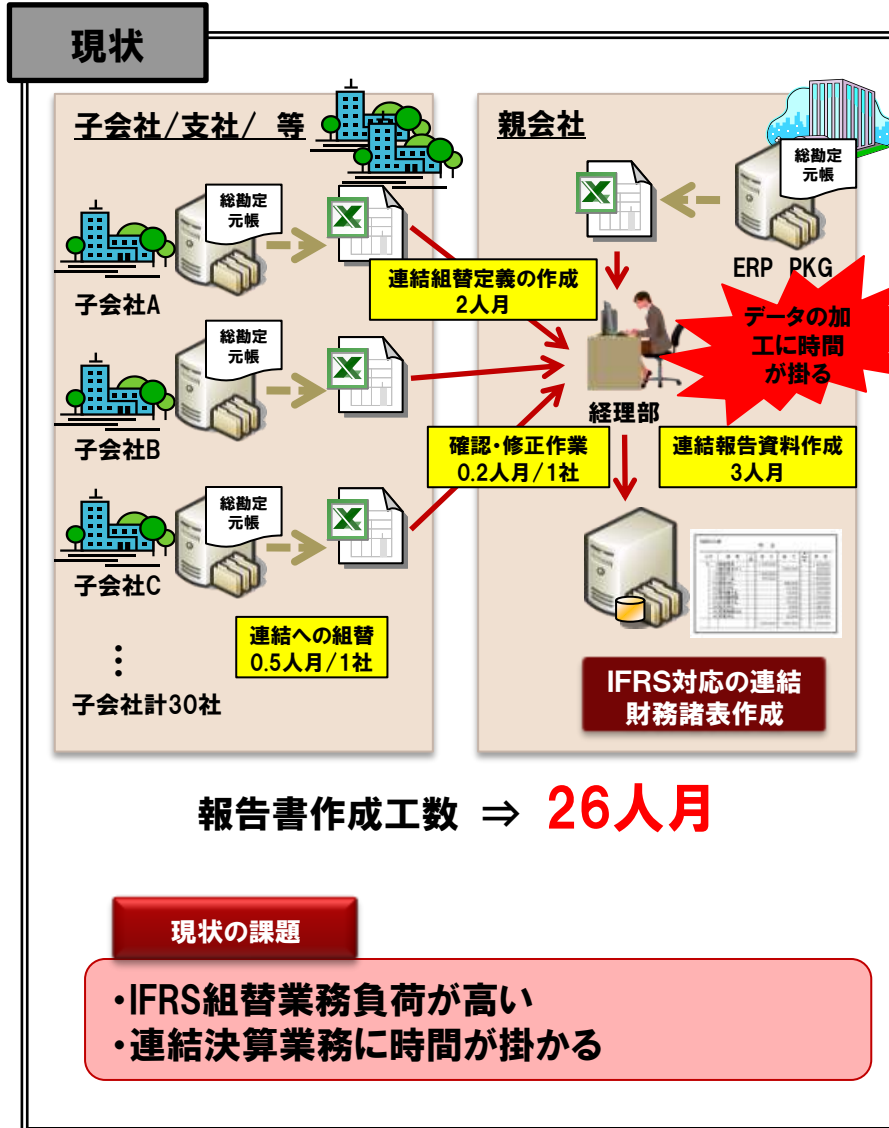 現状
子会社/支社/ 等
総勘定
元帳
子会社A
総勘定
元帳
子会社B
総勘定
元帳
子会社C
⋮
子会社計30社
連結組替定義の作成
2人月
確認・修正作業
0.2人月/1社
連結への組替
0.5人月/1社
親会社
総勘定
元帳
ERP PKG
データの加
工に時間
が掛る
経理部
連結報告資料作成
3人月
IFRS対応の連結
財務諸表作成
報告書作成工数 ⇒ 26人月
現状の課題
・IFRS組替業務負荷が高い
・連結決算業務に時間が掛かる